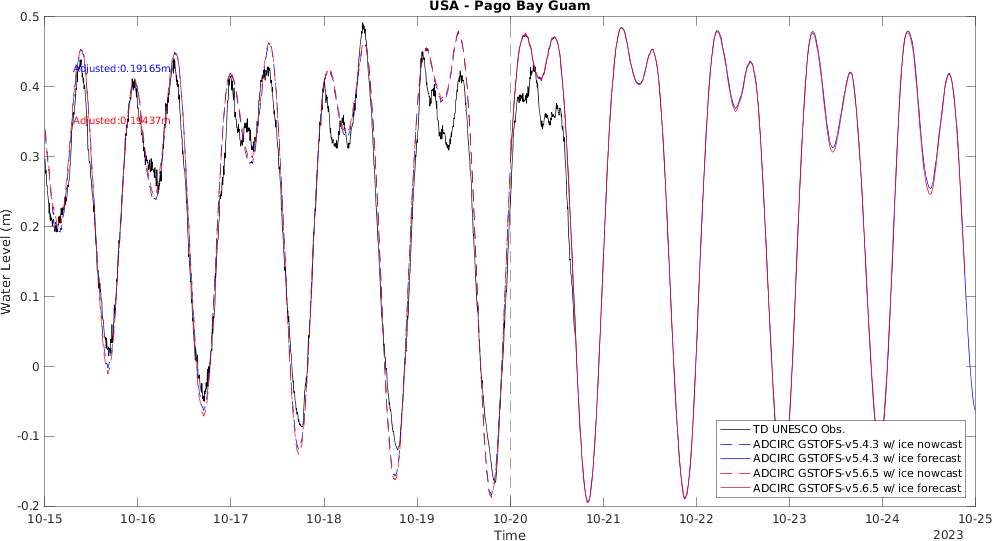 USA - Pago Bay Guam
0.5
Adjusted:0.19165m
0.4
Adjusted:0.19437m
0.3
0.2
0.1
0
-0.1
-0.2
Water Level (m)
TD UNESCO Obs.
ADCIRC GSTOFS-v5.4.3 w/ ice nowcast
ADCIRC GSTOFS-v5.4.3 w/ ice forecast
ADCIRC GSTOFS-v5.6.5 w/ ice nowcast
ADCIRC GSTOFS-v5.6.5 w/ ice forecast
10-15 10-16 10-17 10-18 10-19 10-20 10-21 10-22 10-23 10-24 10-25
Time
2023